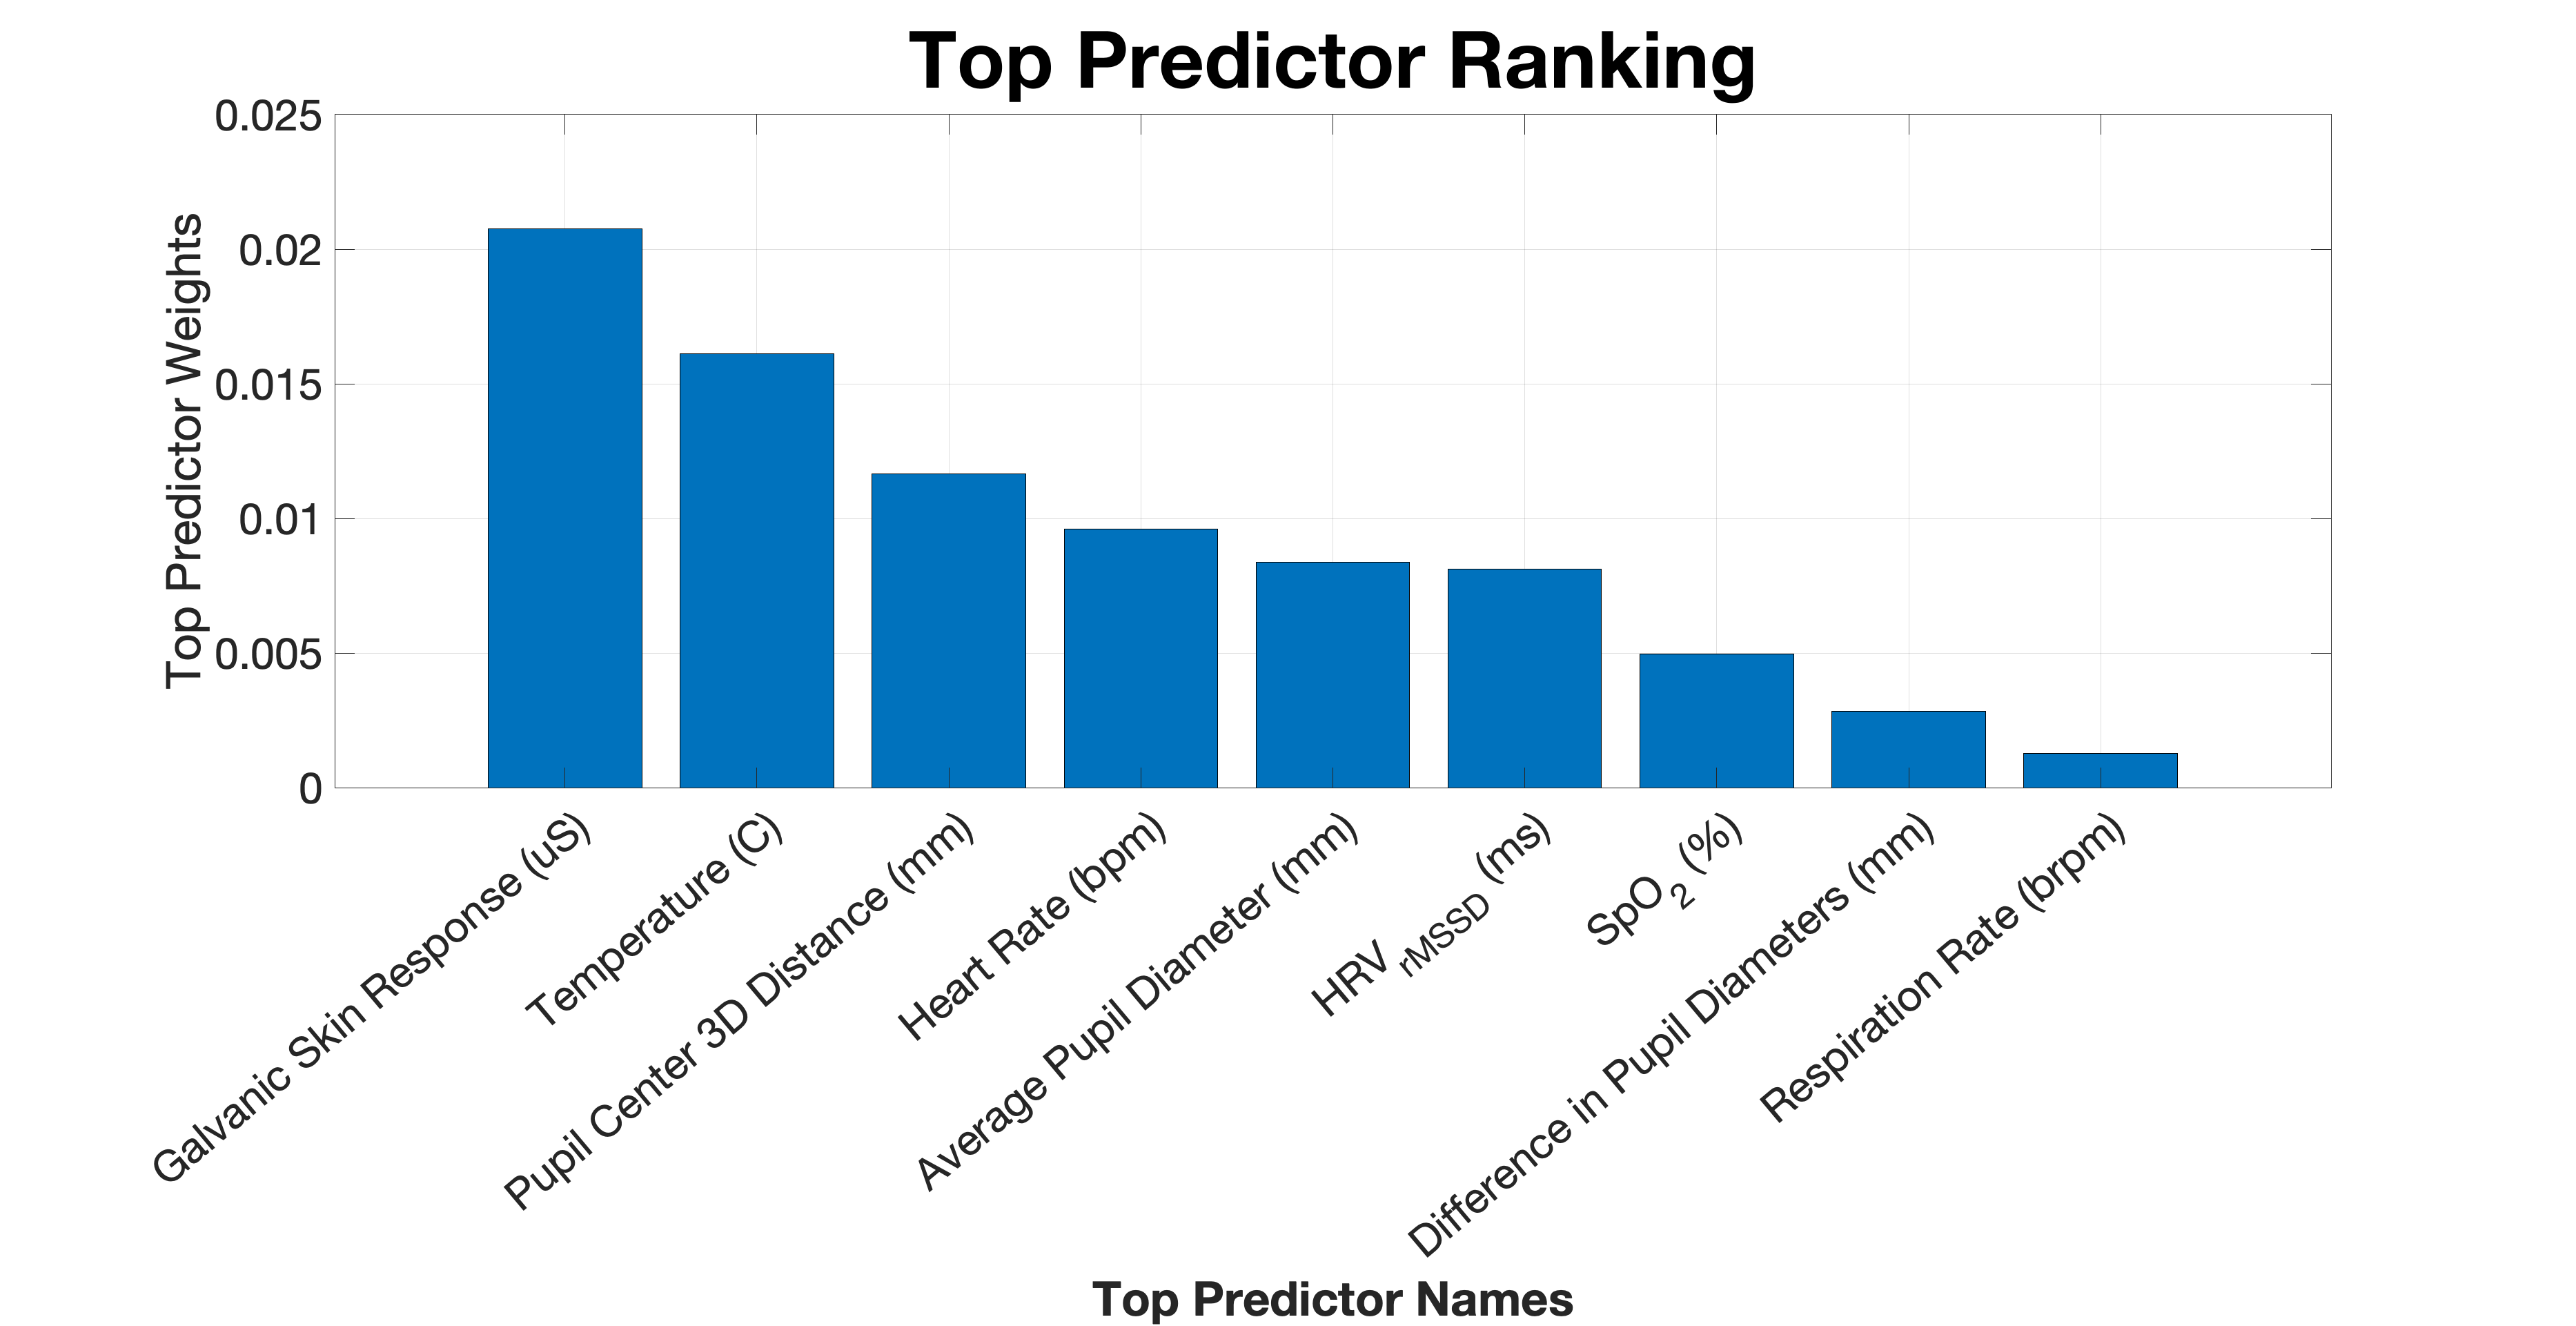 Top Predictor Ranking
Top Predictor Weights
0.025
0.02
0.015
0.01
0.005
0
Galvanic Skin Response (uS)
Temperature (C)
Pupil Center 3D Distance (mm)
Heart Rate (bpm)
Average Pupil Diameter (mm)
HRV rMSSD (ms)
SpO2 (%)
Difference in Pupil Diameters (mm)
Respiration Rate (brpm)
Top Predictor Names